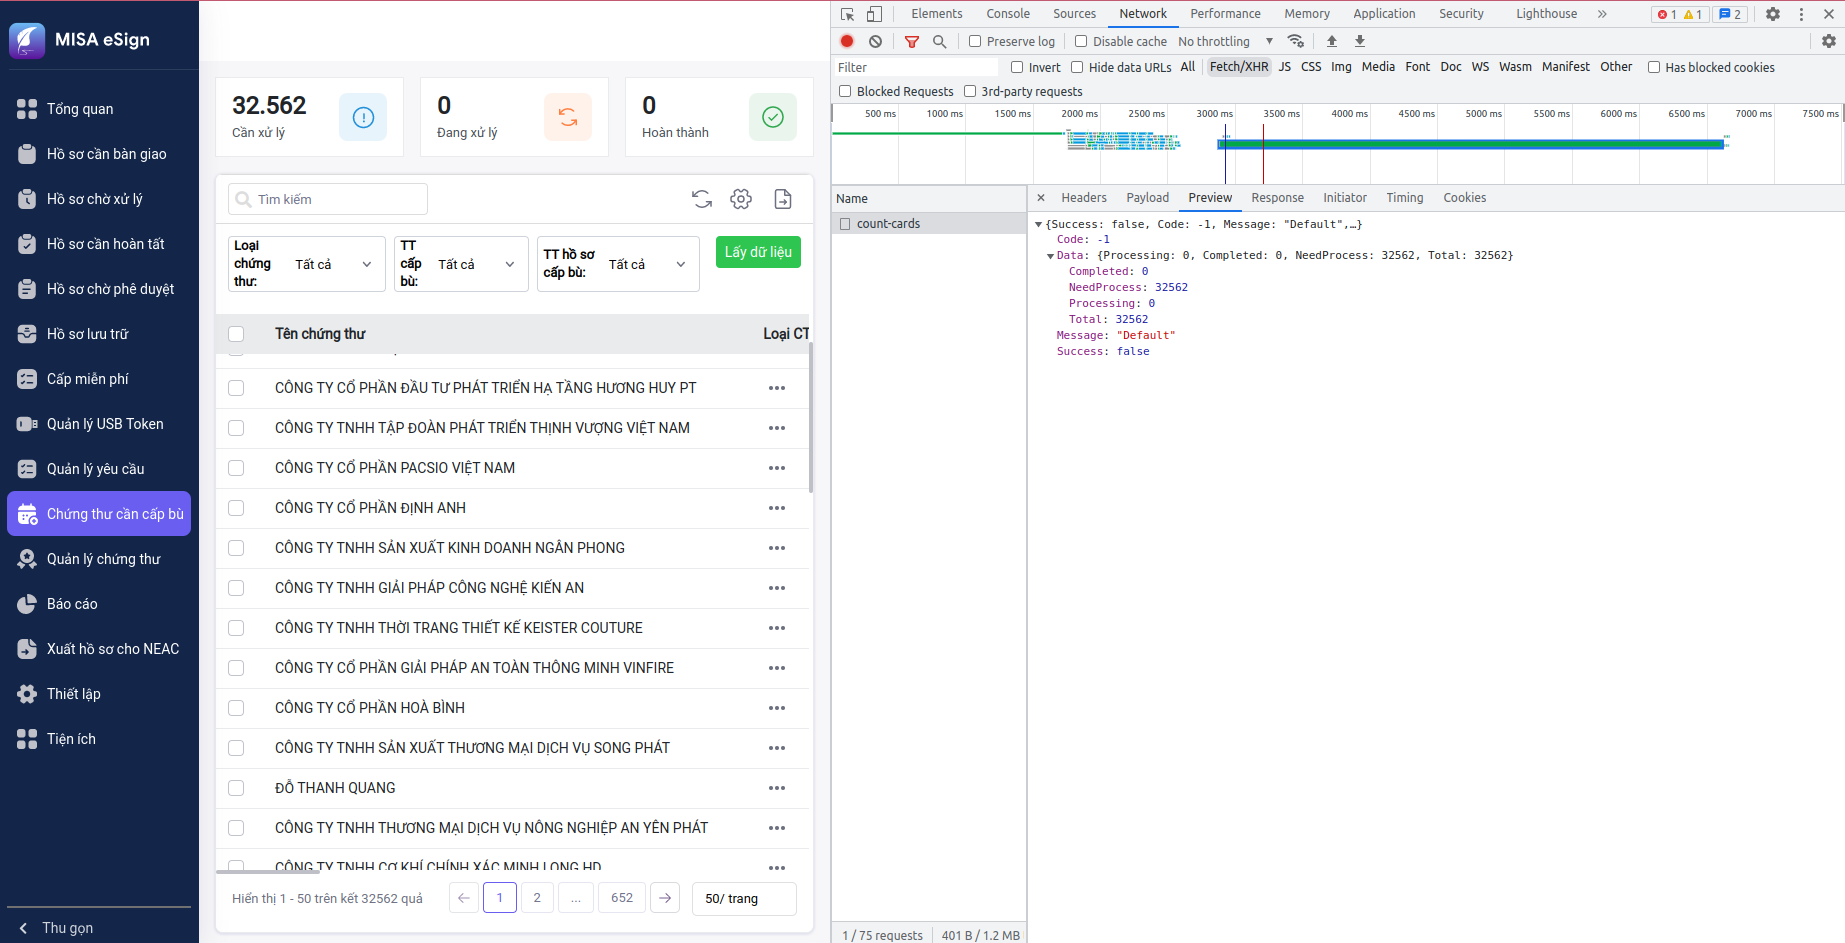 MISA eSign
Tổng quan
Hồ sơ cần bàn giao
Hồ sơ chờ xử lý
Hồ sơ cần hoàn tất
Hồ sơ chờ phê duyệt
Hồ sơ lưu trữ
Cấp miễn phí
Quản lý USB Token
Quản lý yêu cầu
Chứng thư cần cấp bù
Quản lý chứng thư
Báo cáo
Xuất hồ sơ cho NEAC
Thiết lập
Tiện ích
Thu gọn
32.562
Cần xử lý
0
Đang xử lý
0
Hoàn thành
Tìm kiếm
Loại chứng thư: Tất cả
TT cấp bù: Tất cả
TT hồ sơ cấp bù: Tất cả
Lấy dữ liệu
Tên chứng thư Loại CT
CÔNG TY CỔ PHẦN ĐẦU TƯ PHÁT TRIỂN HẠ TẦNG HƯƠNG HUY PT
CÔNG TY TNHH TẬP ĐOÀN PHÁT TRIỂN THỊNH VƯỢNG VIỆT NAM
CÔNG TY CỔ PHẦN PACSIO VIỆT NAM
CÔNG TY CỔ PHẦN ĐỊNH ANH
CÔNG TY TNHH SẢN XUẤT KINH DOANH NGÂN PHONG
CÔNG TY TNHH GIẢI PHÁP CÔNG NGHỆ KIẾN AN
CÔNG TY TNHH THỜI TRANG THIẾT KẾ KEISTER COUTURE
CÔNG TY CỔ PHẦN GIẢI PHÁP AN TOÀN THÔNG MINH VINFIRE
CÔNG TY CỔ PHẦN HOÀ BÌNH
CÔNG TY TNHH SẢN XUẤT THƯƠNG MẠI DỊCH VỤ SONG PHÁT
ĐỖ THANH QUANG
CÔNG TY TNHH THƯƠNG MẠI DỊCH VỤ NÔNG NGHIỆP AN YÊN PHÁT
CÔNG TY TNHH CƠ KHÍ CHÍNH XÁC MINH LONG HD
Hiển thị 1 - 50 trên kết 32562 quả
1 2 ... 652
50/ trang
Elements Console Sources Network Performance Memory Application Security Lighthouse » 1 1 2
Preserve log Disable cache No throttling
Filter Invert Hide data URLs All Fetch/XHR JS CSS Img Media Font Doc WS Wasm Manifest Other Has blocked cookies
Blocked Requests 3rd-party requests
500 ms 1000 ms 1500 ms 2000 ms 2500 ms 3000 ms 3500 ms 4000 ms 4500 ms 5000 ms 5500 ms 6000 ms 6500 ms 7000 ms 7500 ms
Name
count-cards
Headers Payload Preview Response Initiator Timing Cookies
{Success: false, Code: -1, Message: "Default",…}
Code: -1
Data: {Processing: 0, Completed: 0, NeedProcess: 32562, Total: 32562}
Completed: 0
NeedProcess: 32562
Processing: 0
Total: 32562
Message: "Default"
Success: false
1 / 75 requests 401 B / 1.2 MB